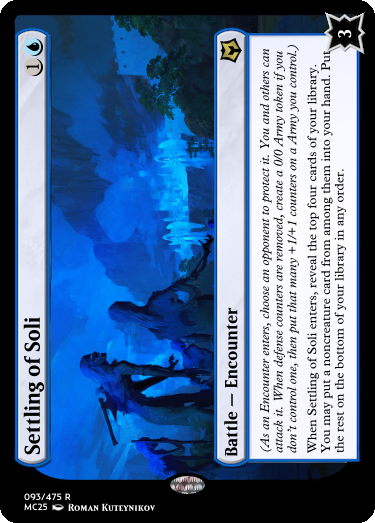 Settling of Soli
1
Battle — Encounter
(As an Encounter enters, choose an opponent to protect it. You and others can
attack it. When defense counters are removed, create a 0/0 Army token if you
don't control one, then put that many +1/+1 counters on a Army you control.)
When Settling of Soli enters, reveal the top four cards of your library.
You may put a noncreature card from among them into your hand. Put
the rest on the bottom of your library in any order.
3
093/475 R
MC25 Roman Kuteynikov